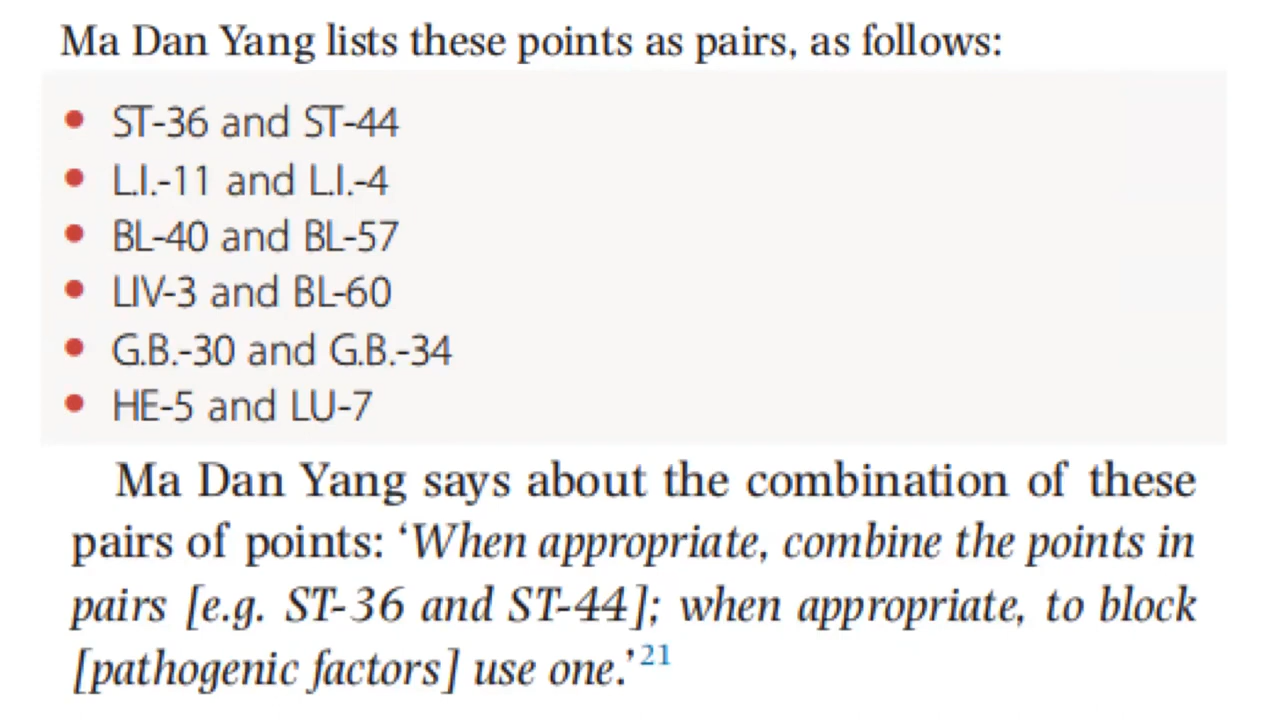 Ma Dan Yang lists these points as pairs, as follows:
• ST-36 and ST-44
• L.I.-11 and L.I.-4
• BL-40 and BL-57
• LIV-3 and BL-60
• G.B.-30 and G.B.-34
• HE-5 and LU-7
Ma Dan Yang says about the combination of these
pairs of points: ‘When appropriate, combine the points in
pairs [e.g. ST-36 and ST-44]; when appropriate, to block
[pathogenic factors] use one.’21